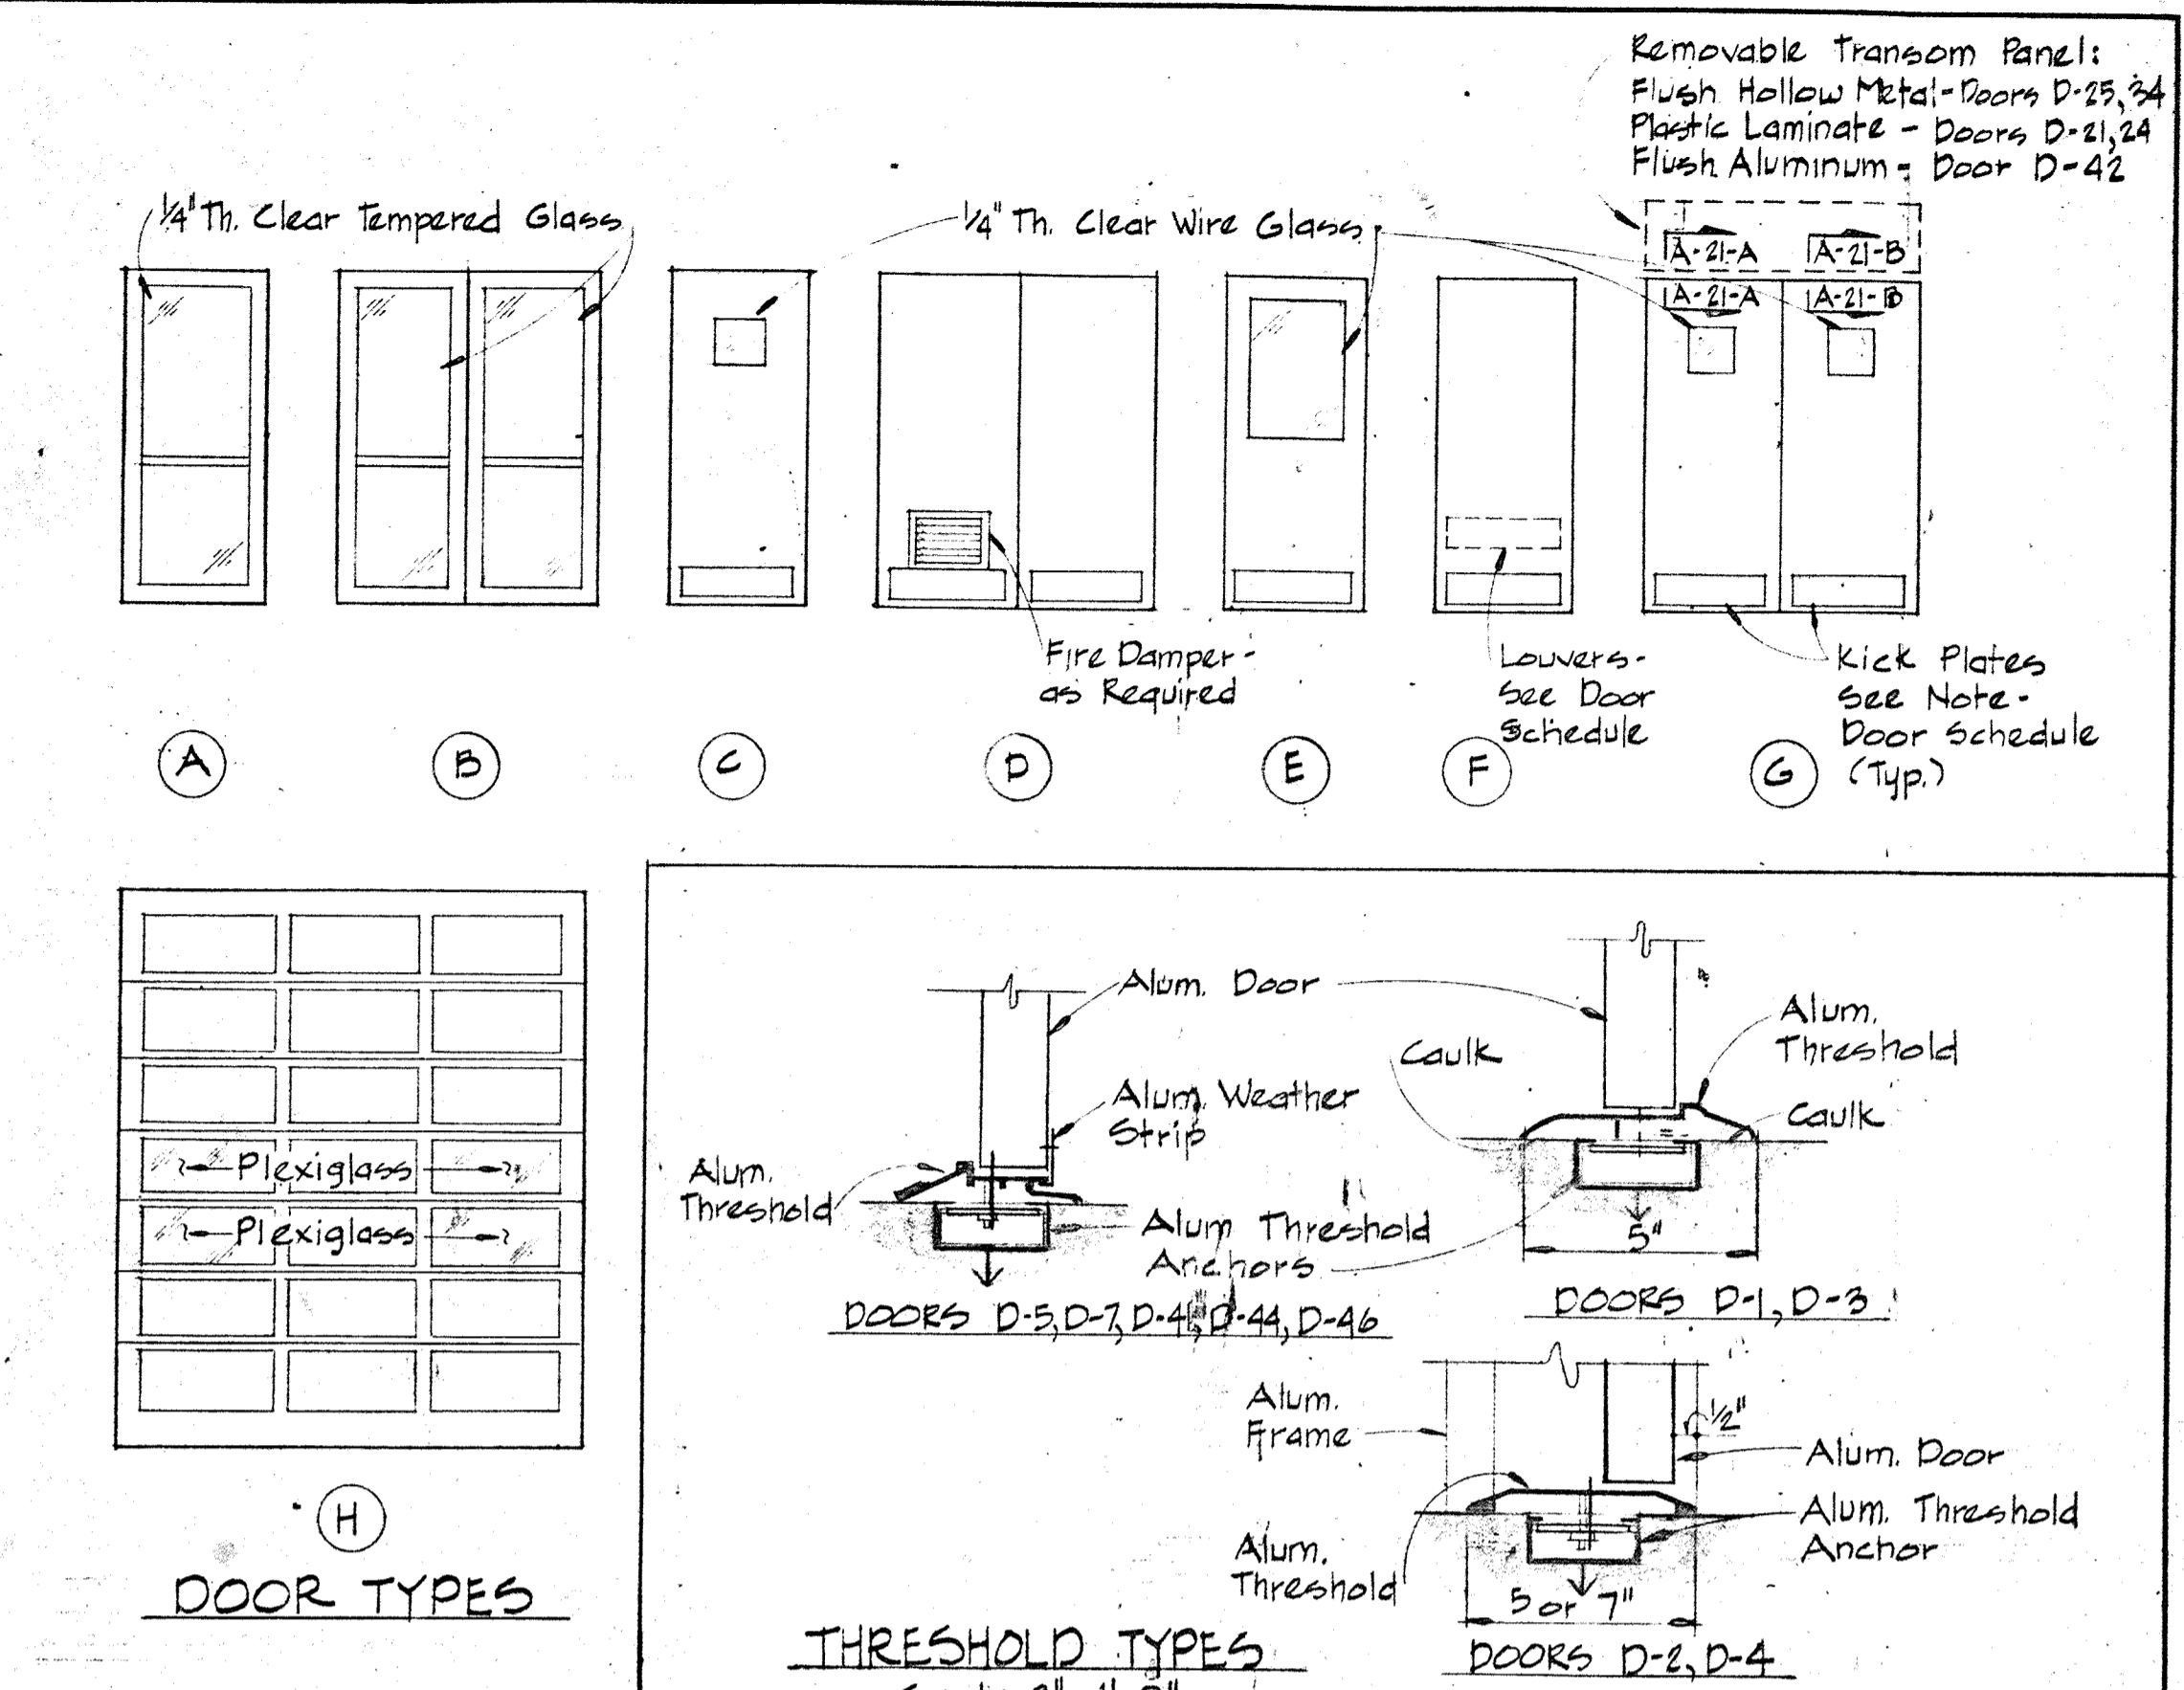 Removable Transom Panel:
Flush Hollow Metal-Doors D-25,34
Plastic Laminate - Doors D-21,24
Flush Aluminum - Door D-42
1/4" Th. Clear Tempered Glass
1/4" Th. Clear Wire Glass
A-21-A A-21-B
A-21-A A-21-B
Fire Damper-
as Required
Louvers-
See Door
Schedule
Kick Plates
See Note-
Door Schedule
(Typ.)
A
B
C
D
E
F
G
Plexiglass
Plexiglass
H
DOOR TYPES
Alum. Door
Alum. Weather
Strip
Alum.
Threshold
Alum Threshold
Anchors
DOORS D-5, D-7, D-41, D-44, D-46
Caulk
Alum.
Threshold
Caulk
5"
DOORS D-1, D-3
Alum.
Frame
1/2"
Alum. Door
Alum. Threshold
Anchor
Alum.
Threshold
5 or 7"
DOORS D-2, D-4
THRESHOLD TYPES